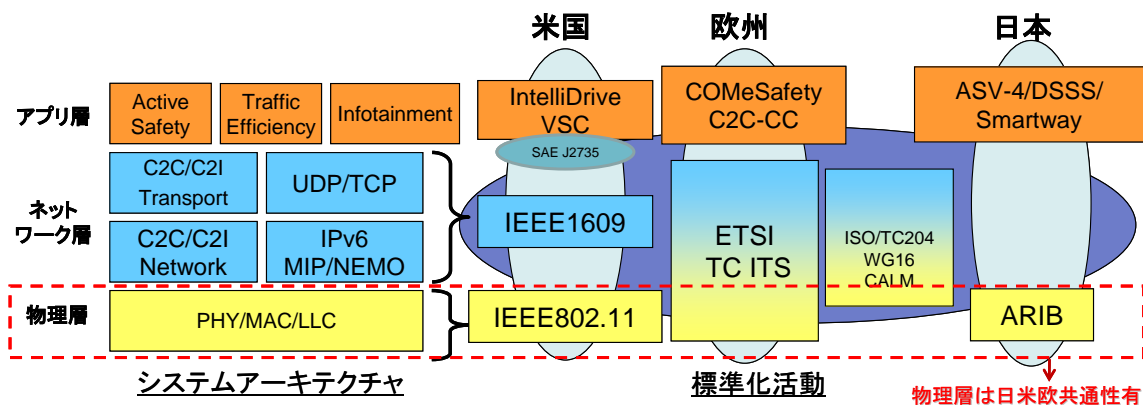 米国
欧州
日本
アプリ層
Active
Safety
Traffic
Efficiency
Infotainment
IntelliDrive
VSC
COMeSafety
C2C-CC
ASV-4/DSSS/
Smartway
SAE J2735
ネット
ワーク層
C2C/C2I
Transport
UDP/TCP
C2C/C2I
Network
IPv6
MIP/NEMO
IEEE1609
ETSI
TC ITS
ISO/TC204
WG16
CALM
物理層
PHY/MAC/LLC
IEEE802.11
ARIB
システムアーキテクチャ
標準化活動
物理層は日米欧共通性有